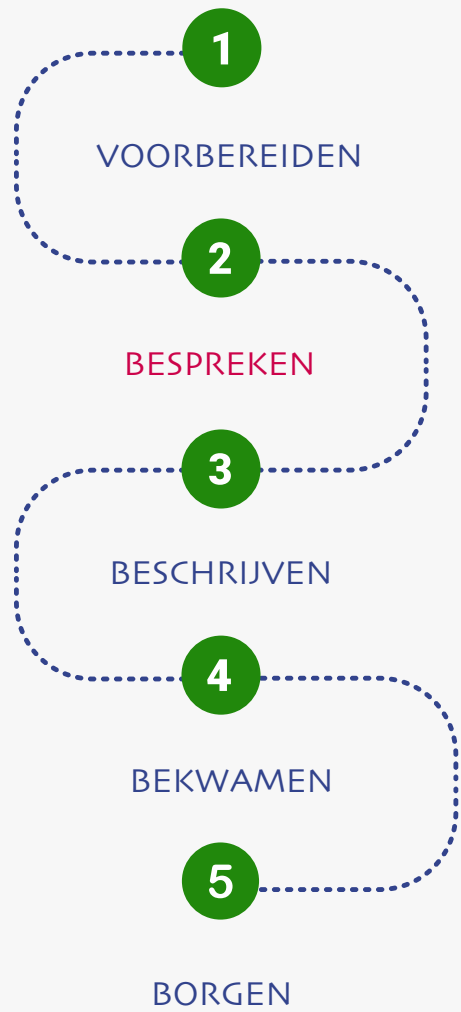 1
VOORBEREIDEN
2
BESPREKEN
3
BESCHRIJVEN
4
BEKWAMEN
5
BORGEN